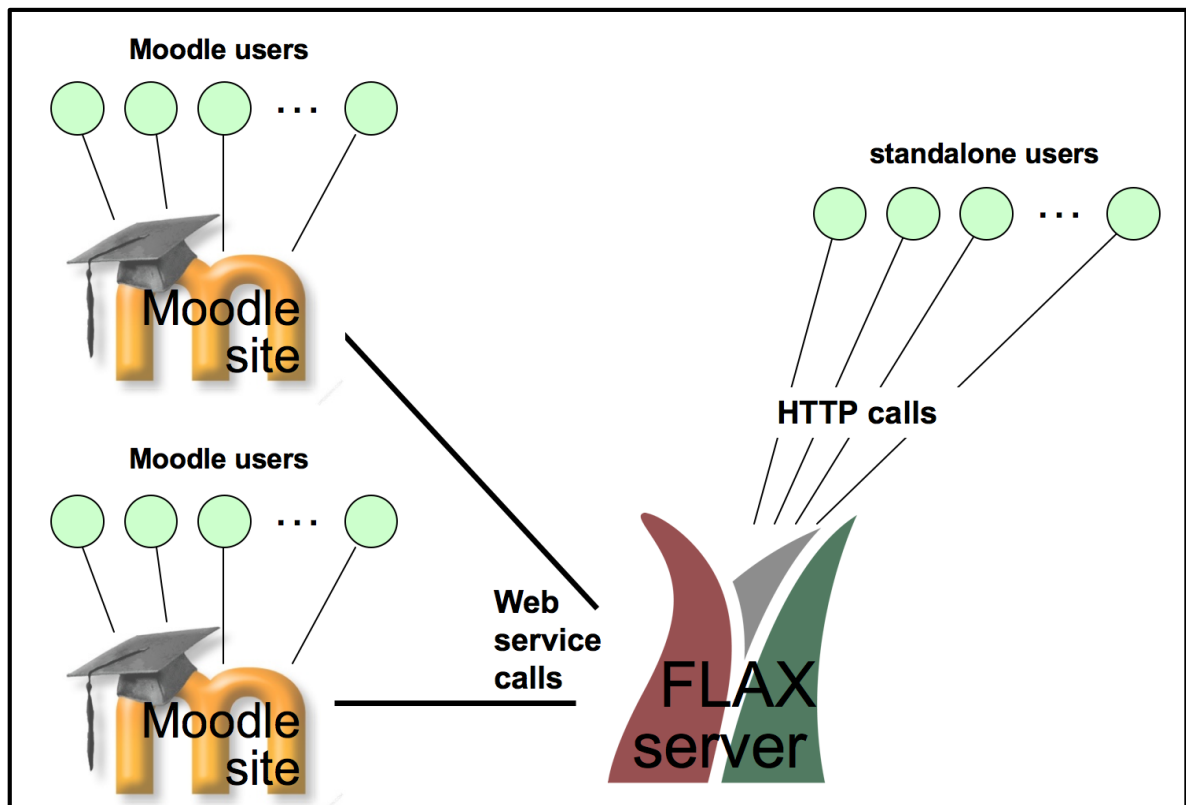 Moodle users
...
standalone users
...
Moodle
site
HTTP calls
Moodle users
...
Web
service
calls
Moodle
site
FLAX
server